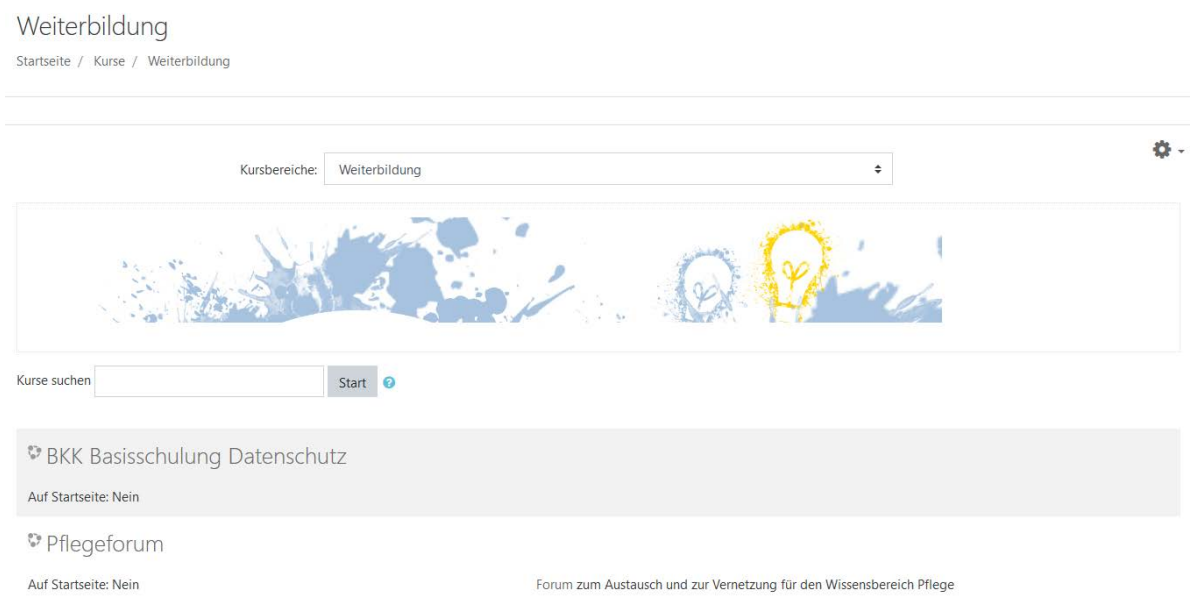 Weiterbildung
Startseite / Kurse / Weiterbildung
Kursbereiche: Weiterbildung
Kurse suchen Start
BKK Basisschulung Datenschutz
Auf Startseite: Nein
Pflegeforum
Auf Startseite: Nein Forum zum Austausch und zur Vernetzung für den Wissensbereich Pflege